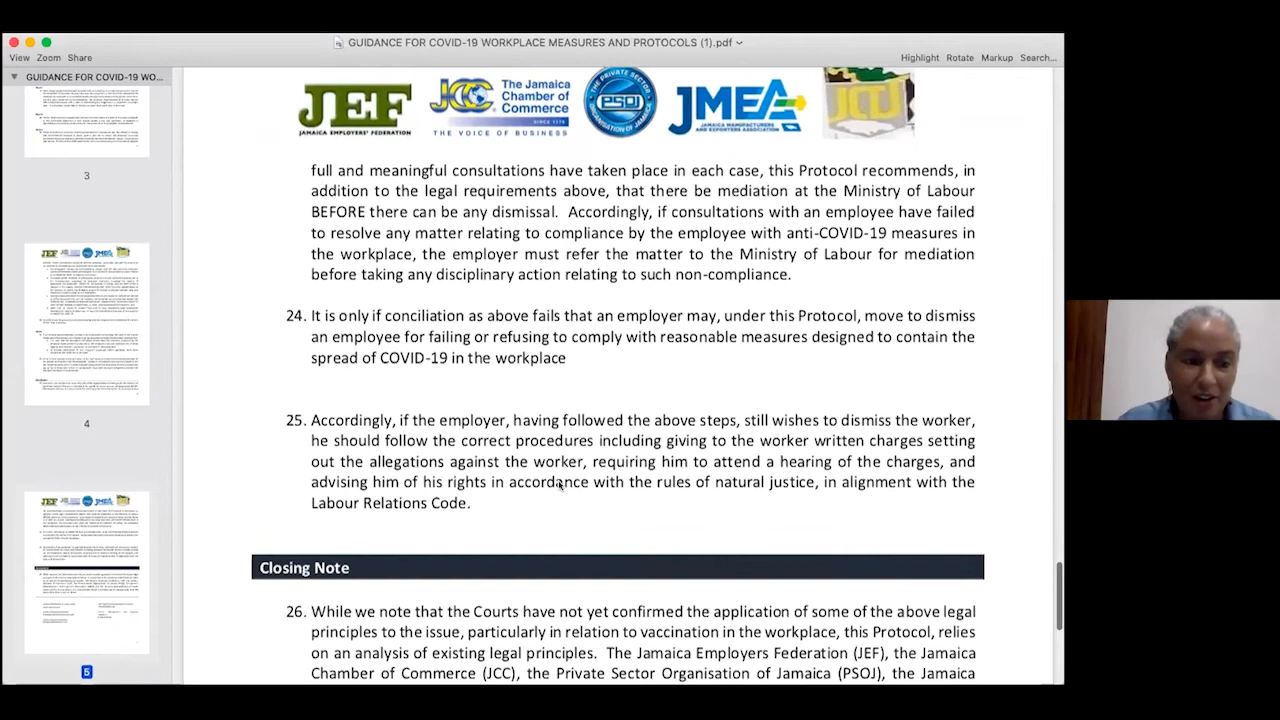 GUIDANCE FOR COVID-19 WORKPLACE MEASURES AND PROTOCOLS (1).pdf
View Zoom Share
Highlight Rotate Markup Search...
GUIDANCE FOR COVID-19 WO...
3
4
5
JEF
JAMAICA EMPLOYERS' FEDERATION
JCC
The Jamaica
Chamber of
Commerce
SINCE 1779
THE VOICE OF BUSINESS
THE PRIVATE SECTOR
PSOJ
JMEA
JAMAICA MANUFACTURERS
AND EXPORTERS ASSOCIATION
full and meaningful consultations have taken place in each case, this Protocol recommends, in
addition to the legal requirements above, that there be mediation at the Ministry of Labour
BEFORE there can be any dismissal. Accordingly, if consultations with an employee have failed
to resolve any matter relating to compliance by the employee with anti-COVID-19 measures in
the workplace, the employer must refer the matter to the Ministry of Labour for mediation
before taking any disciplinary action relating to such non-compliance.
24. It is only if conciliation as above fails that an employer may, under this Protocol, move to dismiss
an employee for failing or refusing to comply with reasonable measures designed to contain the
spread of COVID-19 in the workplace.
25. Accordingly, if the employer, having followed the above steps, still wishes to dismiss the worker,
he should follow the correct procedures including giving to the worker written charges setting
out the allegations against the worker, requiring him to attend a hearing of the charges, and
advising him of his rights in accordance with the rules of natural justice, in alignment with the
Labour Relations Code.
Closing Note
26. While we note that the Courts have not yet confirmed the application of some of the above legal
principles to the issue, particularly in relation to vaccination in the workplace, this Protocol, relies
on an analysis of existing legal principles. The Jamaica Employers Federation (JEF), the Jamaica
Chamber of Commerce (JCC), the Private Sector Organisation of Jamaica (PSOJ), the Jamaica